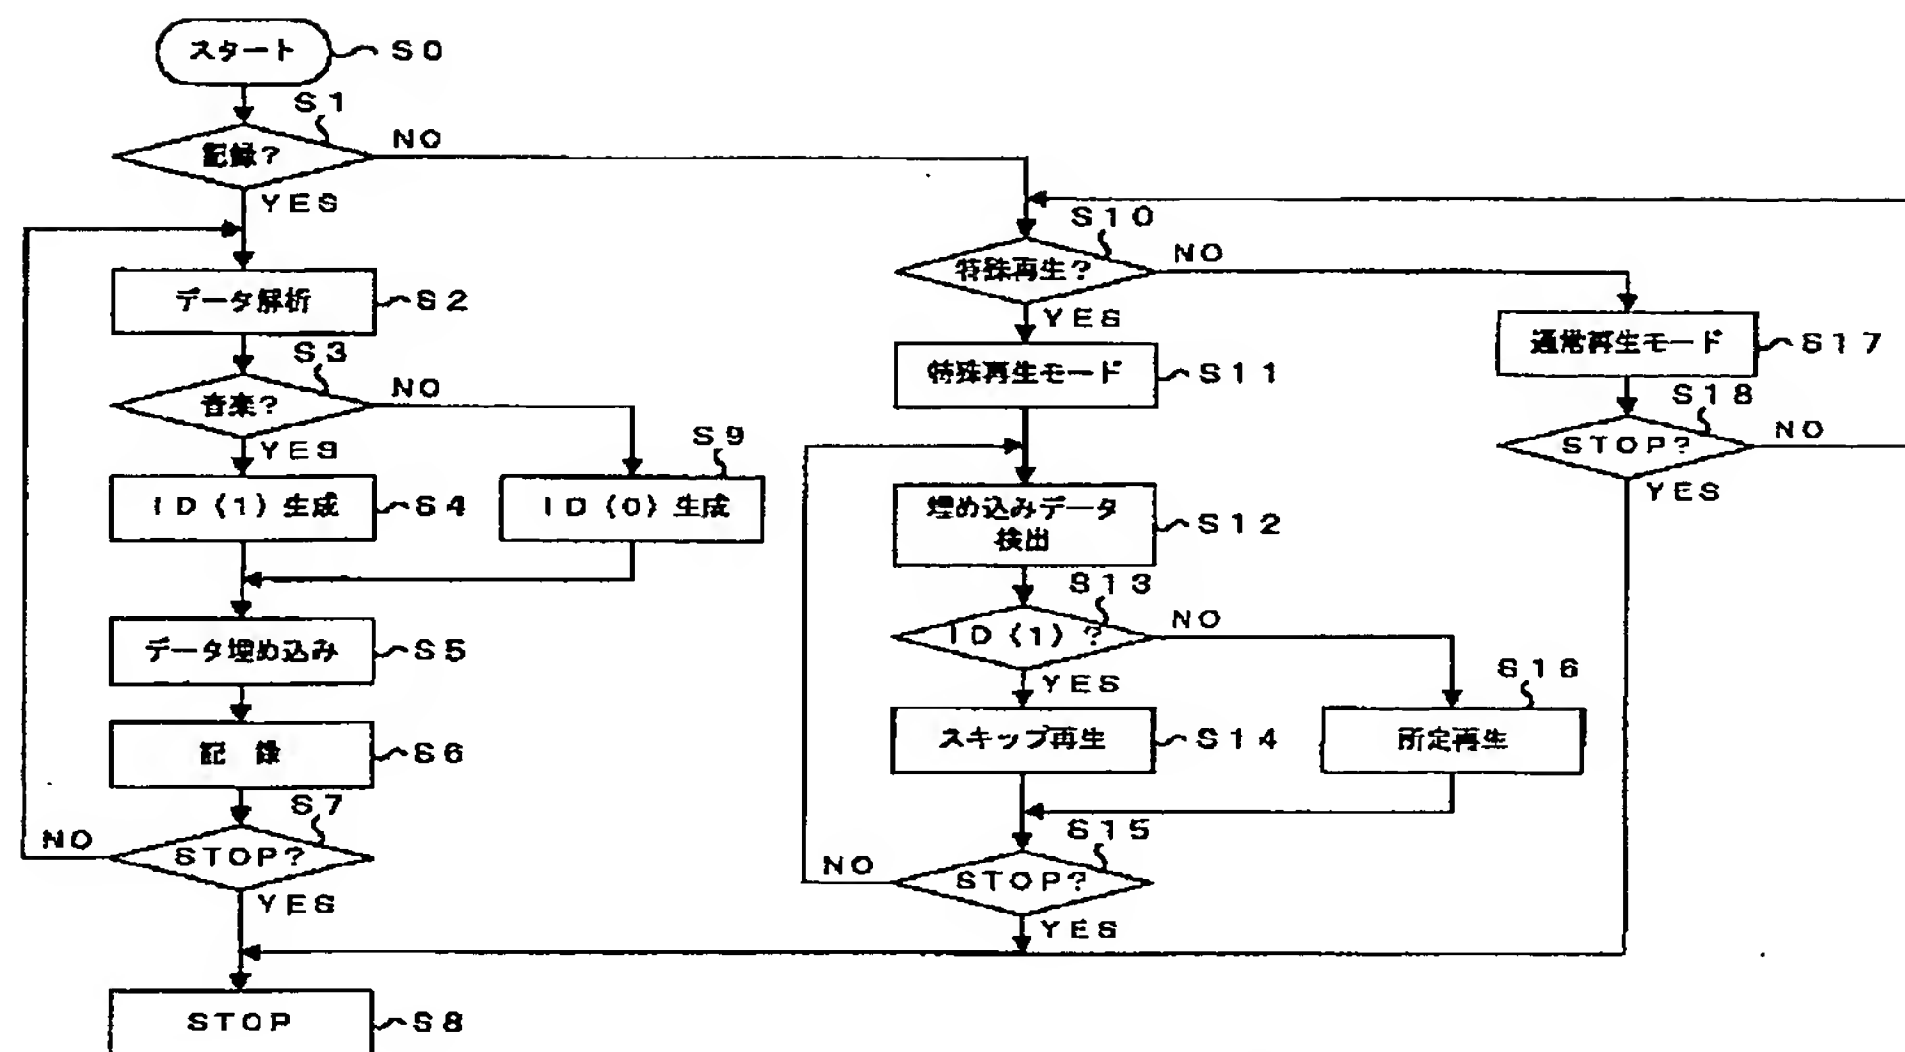 スタート
S0
S1
記録?
NO
YES
データ解析
S2
S3
音楽?
NO
YES
ID(1)生成
S4
S9
ID(0)生成
データ埋め込み
S5
記 録
S6
S7
STOP?
NO
YES
STOP
S8
S10
特殊再生?
NO
YES
特殊再生モード
S11
埋め込みデータ
検出
S12
S13
ID(1)?
NO
YES
スキップ再生
S14
S16
所定再生
S15
STOP?
NO
YES
通常再生モード
S17
S18
STOP?
NO
YES